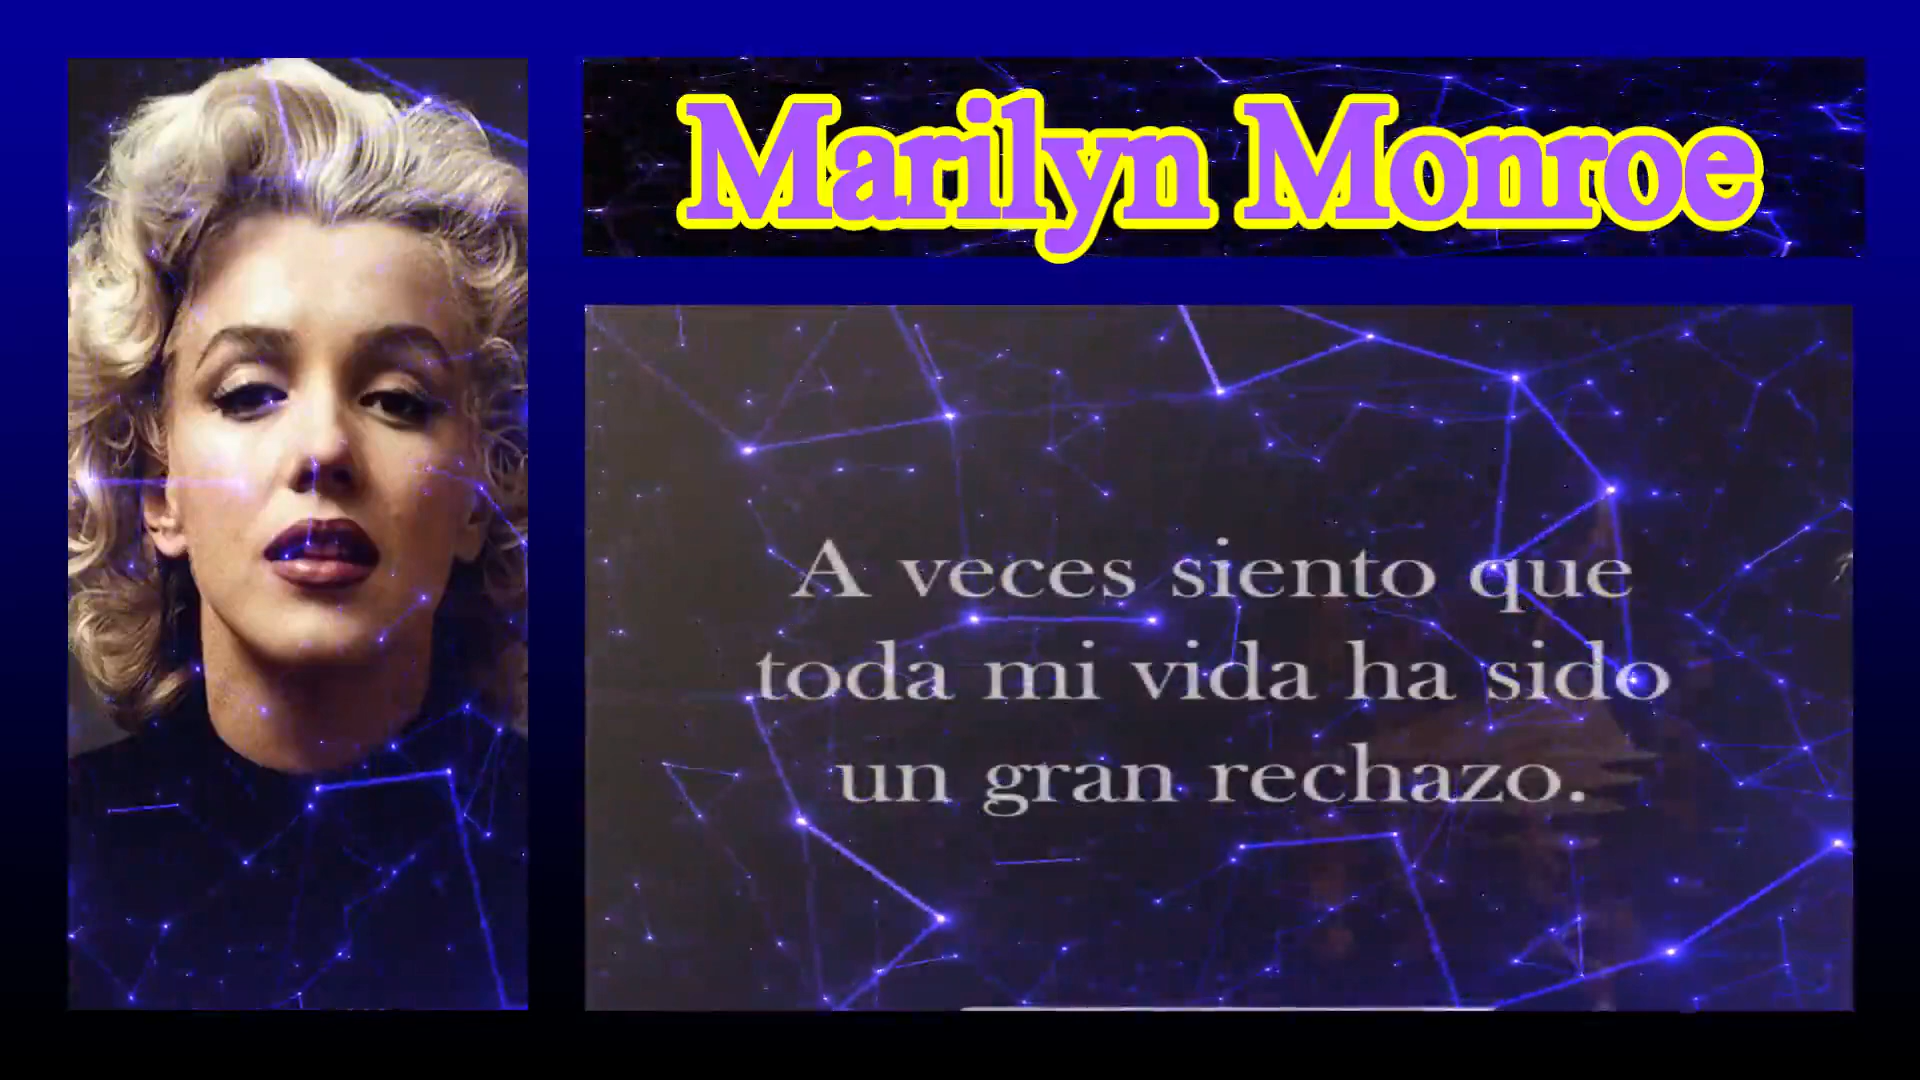 Marilyn Monroe
A veces siento que
toda mi vida ha sido
un gran rechazo.